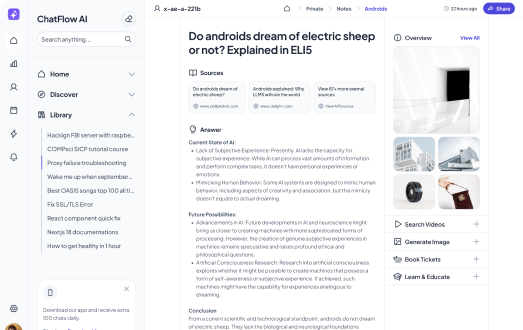 ChatFlow AI
Search anything...
Home
Discover
Library
Hackign FBI server with raspbe...
COMPsci SICP tutorial course
Proxy failure troubleshooting
Wake me up when september...
Best OASIS songs top 100 all ti...
Fix SSL/TLS Error
React component quick fix
Nextjs 18 documentations
How to get healthy in 1 hour
Download our app and receive extra
100 chats daily.
x-ae-a-221b
Private
Notes
Androids
22 hours ago
Share
Do androids dream of electric sheep
or not? Explained in ELI5
Sources
Do androids dream of
electric sheep?
www.philipkdick.com
Androids explained: Why
LLMS will rule the world
www.dailyhn.com
View 87+ more exernal
sources
View All Sources
Answer
Current State of AI:
• Lack of Subjective Experience: Presently, AI lacks the capacity for
subjective experience. While AI can process vast amounts of information
and perform complex tasks, it doesn't have personal experiences or
emotions.
• Mimicking Human Behavior: Some AI systems are designed to mimic human
behavior, including aspects of creativity and association, but this mimicry
doesn't equate to actual dreaming.
Future Possibilities:
• Advancements in AI: Future developments in AI and neuroscience might
bring us closer to creating machines with more sophisticated forms of
processing. However, the creation of genuine subjective experiences in
machines remains speculative and raises profound ethical and
philosophical questions.
• Artificial Consciousness Research: Research into artificial consciousness
explores whether it might be possible to create machines that possess a
form of self-awareness or subjective experience. If achieved, such
machines might have experiences analogous to
dreaming.
Conclusion
From a current scientific and technological standpoint, androids do not dream
of electric sheep. They lack the biological and neurological foundations
Overview
View All
Search Videos
Generate Image
Book Tickets
Learn & Educate